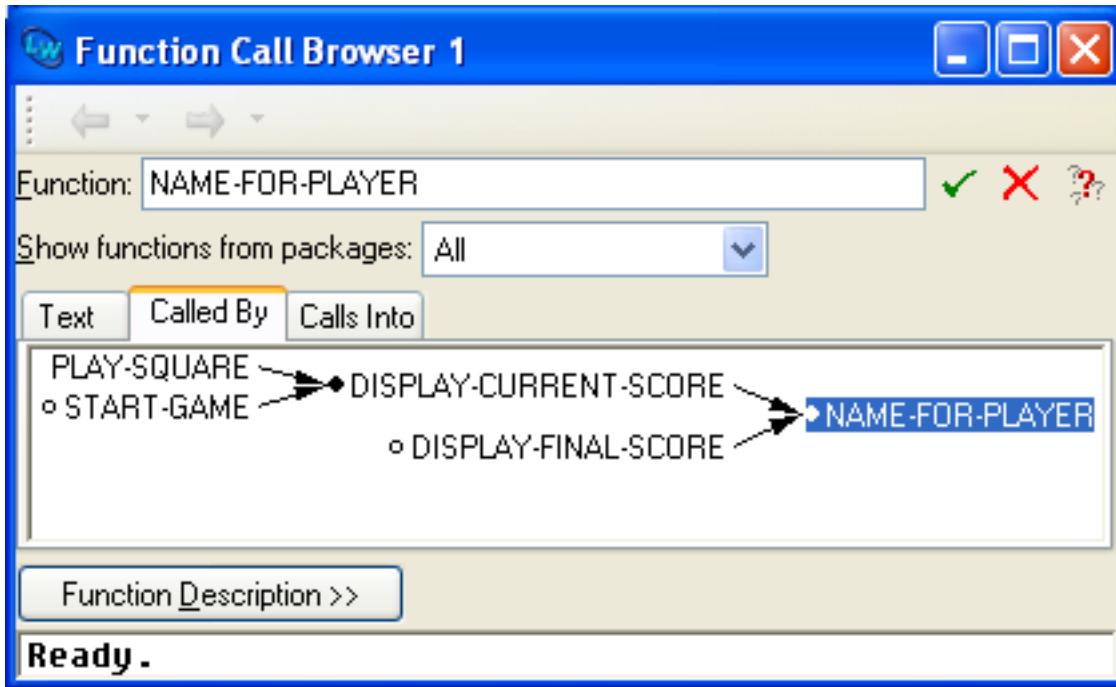 LW Function Call Browser 1
Function: NAME-FOR-PLAYER
Show functions from packages: All
Text Called By Calls Into
PLAY-SQUARE
DISPLAY-CURRENT-SCORE
START-GAME
NAME-FOR-PLAYER
DISPLAY-FINAL-SCORE
Function Description >>
Ready.